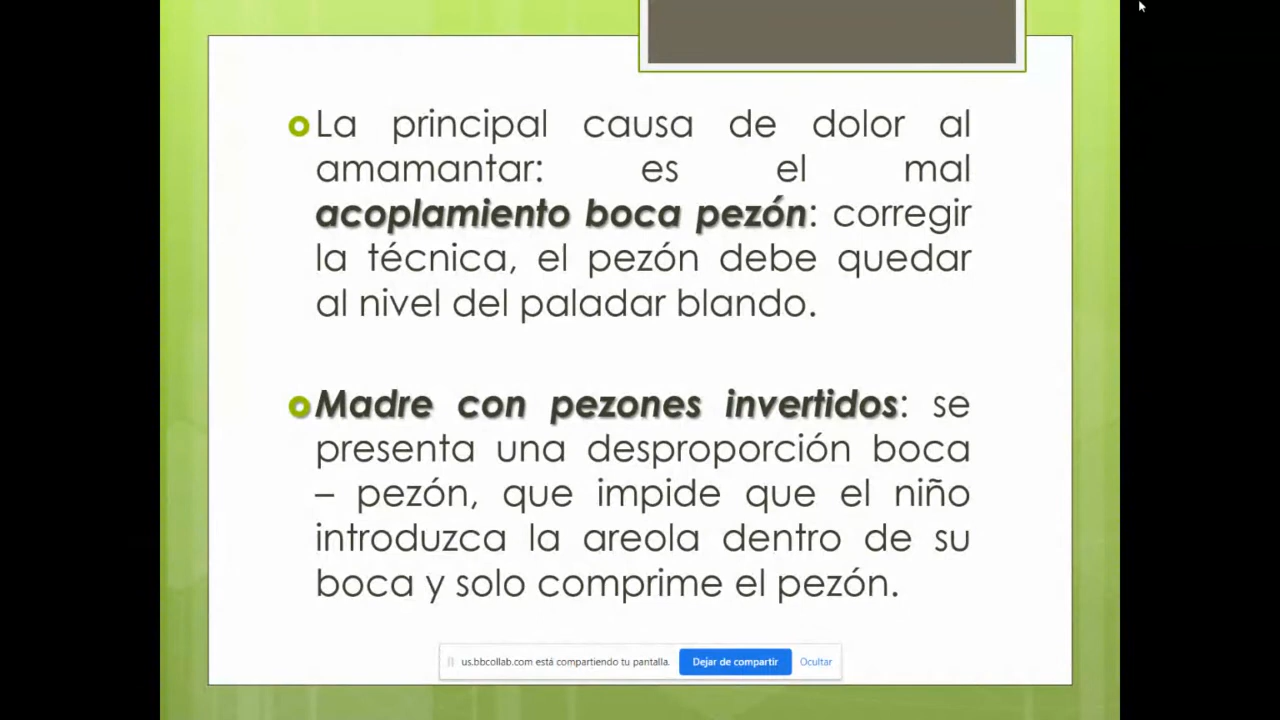 La principal causa de dolor al
amamantar: es el mal
acoplamiento boca pezón: corregir
la técnica, el pezón debe quedar
al nivel del paladar blando.
Madre con pezones invertidos: se
presenta una desproporción boca
– pezón, que impide que el niño
introduzca la areola dentro de su
boca y solo comprime el pezón.
us.bbcollab.com está compartiendo tu pantalla. Dejar de compartir Ocultar